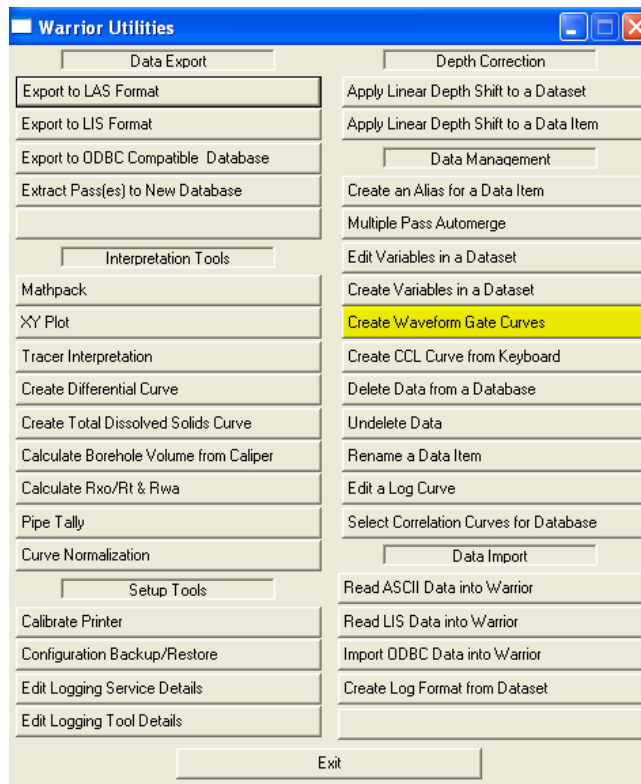 Warrior Utilities
Data Export
Export to LAS Format
Export to LIS Format
Export to ODBC Compatible Database
Extract Pass(es) to New Database
Interpretation Tools
Mathpack
XY Plot
Tracer Interpretation
Create Differential Curve
Create Total Dissolved Solids Curve
Calculate Borehole Volume from Caliper
Calculate Rxo/Rt & Rwa
Pipe Tally
Curve Normalization
Setup Tools
Calibrate Printer
Configuration Backup/Restore
Edit Logging Service Details
Edit Logging Tool Details
Depth Correction
Apply Linear Depth Shift to a Dataset
Apply Linear Depth Shift to a Data Item
Data Management
Create an Alias for a Data Item
Multiple Pass Automerge
Edit Variables in a Dataset
Create Variables in a Dataset
Create Waveform Gate Curves
Create CCL Curve from Keyboard
Delete Data from a Database
Undelete Data
Rename a Data Item
Edit a Log Curve
Select Correlation Curves for Database
Data Import
Read ASCII Data into Warrior
Read LIS Data into Warrior
Import ODBC Data into Warrior
Create Log Format from Dataset
Exit